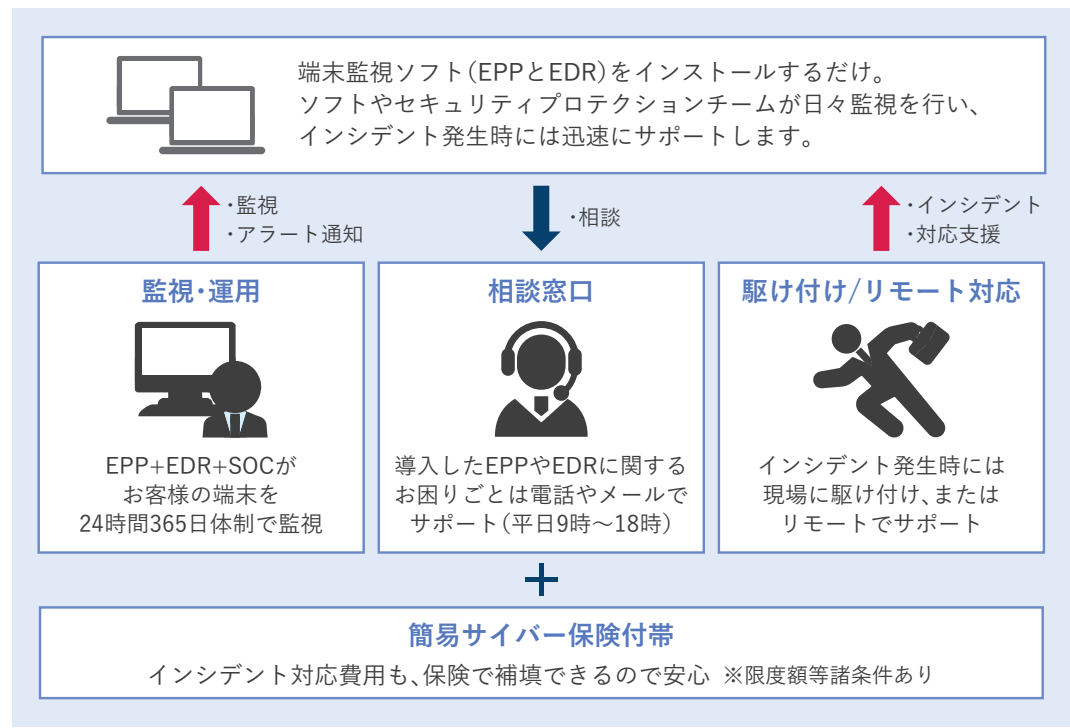 端末監視ソフト（EPPとEDR）をインストールするだけ。
ソフトやセキュリティプロテクションチームが日々監視を行い、
インシデント発生時には迅速にサポートします。
・監視
・アラート通知
・相談
・インシデント
・対応支援
監視・運用
EPP+EDR+SOCが
お客様の端末を
24時間365日体制で監視
相談窓口
導入したEPPやEDRに関する
お困りごとは電話やメールで
サポート（平日9時〜18時）
駆け付け/リモート対応
インシデント発生時には
現場に駆け付け、または
リモートでサポート
+
簡易サイバー保険付帯
インシデント対応費用も、保険で補填できるので安心 ※限度額等諸条件あり